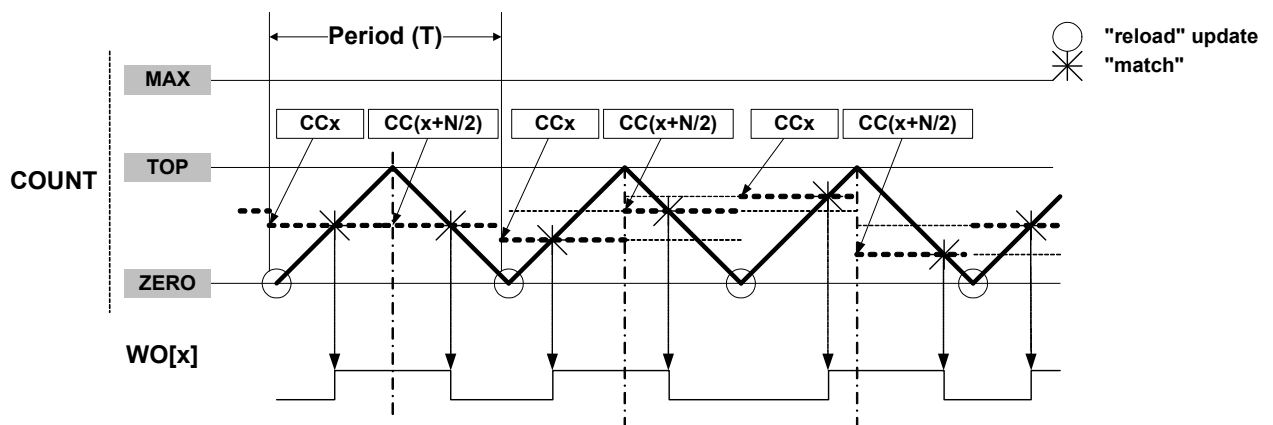 Period (T)
"reload" update
"match"
MAX
CCx
CC(x+N/2)
CCx
CC(x+N/2)
CCx
CC(x+N/2)
TOP
COUNT
ZERO
WO[x]